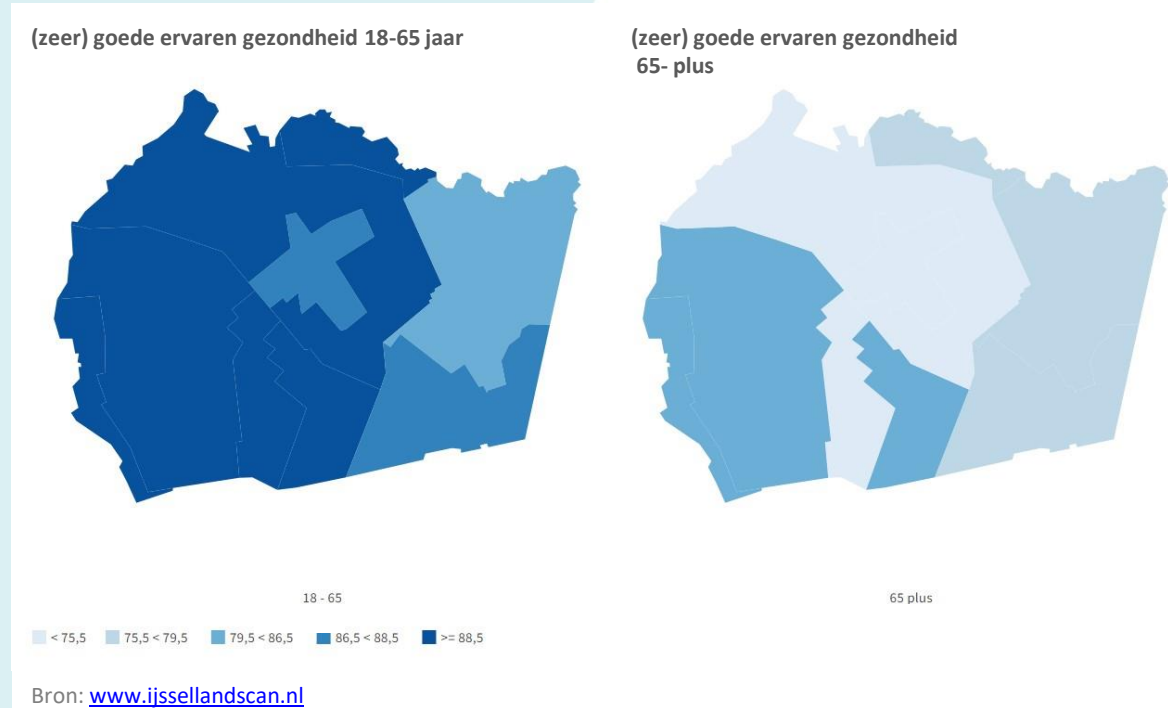 (zeer) goede ervaren gezondheid 18-65 jaar
(zeer) goede ervaren gezondheid
65- plus
18 - 65
65 plus
< 75,5
75,5 < 79,5
79,5 < 86,5
86,5 < 88,5
>= 88,5
Bron: www.ijssellandscan.nl